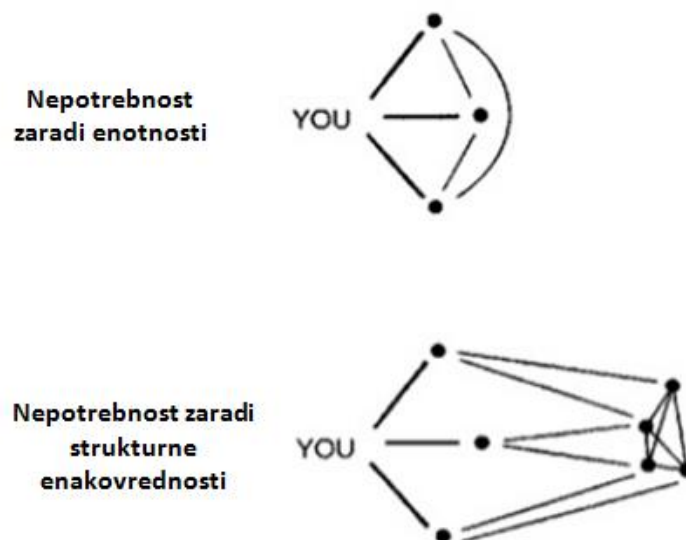 Nepotrebnost
zaradi enotnosti
YOU
Nepotrebnost zaradi
strukturne
enakovrednosti
YOU